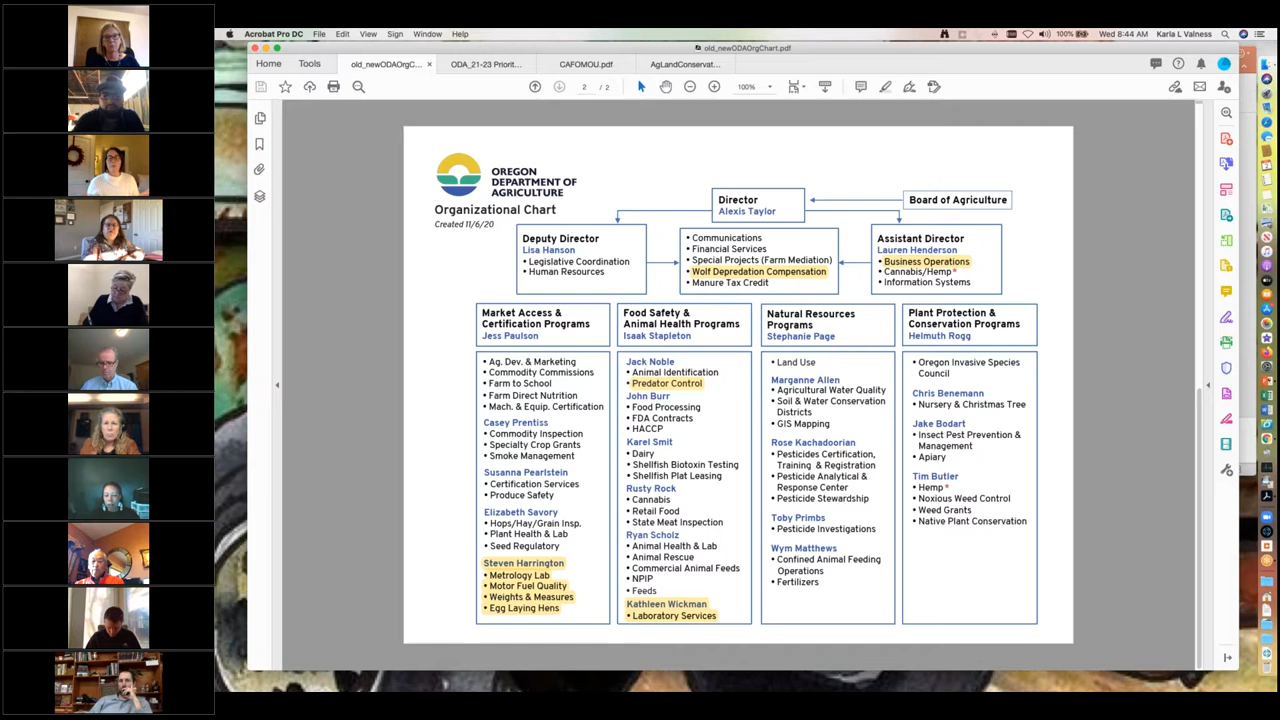 Acrobat Pro DC File Edit View Sign Window Help
100% Wed 8:44 AM Karla L Valness
old_newODAOrgChart.pdf
Home Tools old_newODAOrgC... × ODA_21-23 Priorit... CAFOMOU.pdf AgLandConservat...
2 / 2 100%
OREGON
DEPARTMENT OF
AGRICULTURE
Organizational Chart
Created 11/6/20
Director
Alexis Taylor
Board of Agriculture
Deputy Director
Lisa Hanson
• Legislative Coordination
• Human Resources
• Communications
• Financial Services
• Special Projects (Farm Mediation)
• Wolf Depredation Compensation
• Manure Tax Credit
Assistant Director
Lauren Henderson
• Business Operations
• Cannabis/Hemp*
• Information Systems
Market Access &
Certification Programs
Jess Paulson
• Ag. Dev. & Marketing
• Commodity Commissions
• Farm to School
• Farm Direct Nutrition
• Mach. & Equip. Certification
Casey Prentiss
• Commodity Inspection
• Specialty Crop Grants
• Smoke Management
Susanna Pearlstein
• Certification Services
• Produce Safety
Elizabeth Savory
• Hops/Hay/Grain Insp.
• Plant Health & Lab
• Seed Regulatory
Steven Harrington
• Metrology Lab
• Motor Fuel Quality
• Weights & Measures
• Egg Laying Hens
Food Safety &
Animal Health Programs
Isaak Stapleton
Jack Noble
• Animal Identification
• Predator Control
John Burr
• Food Processing
• FDA Contracts
• HACCP
Karel Smit
• Dairy
• Shellfish Biotoxin Testing
• Shellfish Plat Leasing
Rusty Rock
• Cannabis
• Retail Food
• State Meat Inspection
Ryan Scholz
• Animal Health & Lab
• Animal Rescue
• Commercial Animal Feeds
• NPIP
• Feeds
Kathleen Wickman
• Laboratory Services
Natural Resources
Programs
Stephanie Page
• Land Use
Marganne Allen
• Agricultural Water Quality
• Soil & Water Conservation
Districts
• GIS Mapping
Rose Kachadoorian
• Pesticides Certification,
Training & Registration
• Pesticide Analytical &
Response Center
• Pesticide Stewardship
Toby Primbs
• Pesticide Investigations
Wym Matthews
• Confined Animal Feeding
Operations
• Fertilizers
Plant Protection &
Conservation Programs
Helmuth Rogg
• Oregon Invasive Species
Council
Chris Benemann
• Nursery & Christmas Tree
Jake Bodart
• Insect Pest Prevention &
Management
• Apiary
Tim Butler
• Hemp*
• Noxious Weed Control
• Weed Grants
• Native Plant Conservation